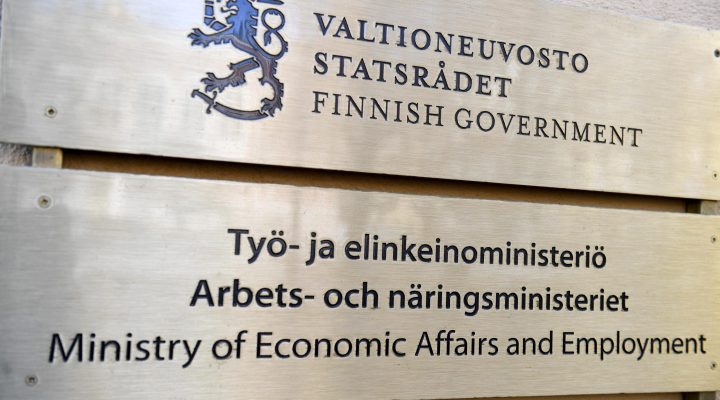 VALTIONEUVOSTO
STATSRÅDET
FINNISH GOVERNMENT
Työ- ja elinkeinoministeriö
Arbets- och näringsministeriet
Ministry of Economic Affairs and Employment